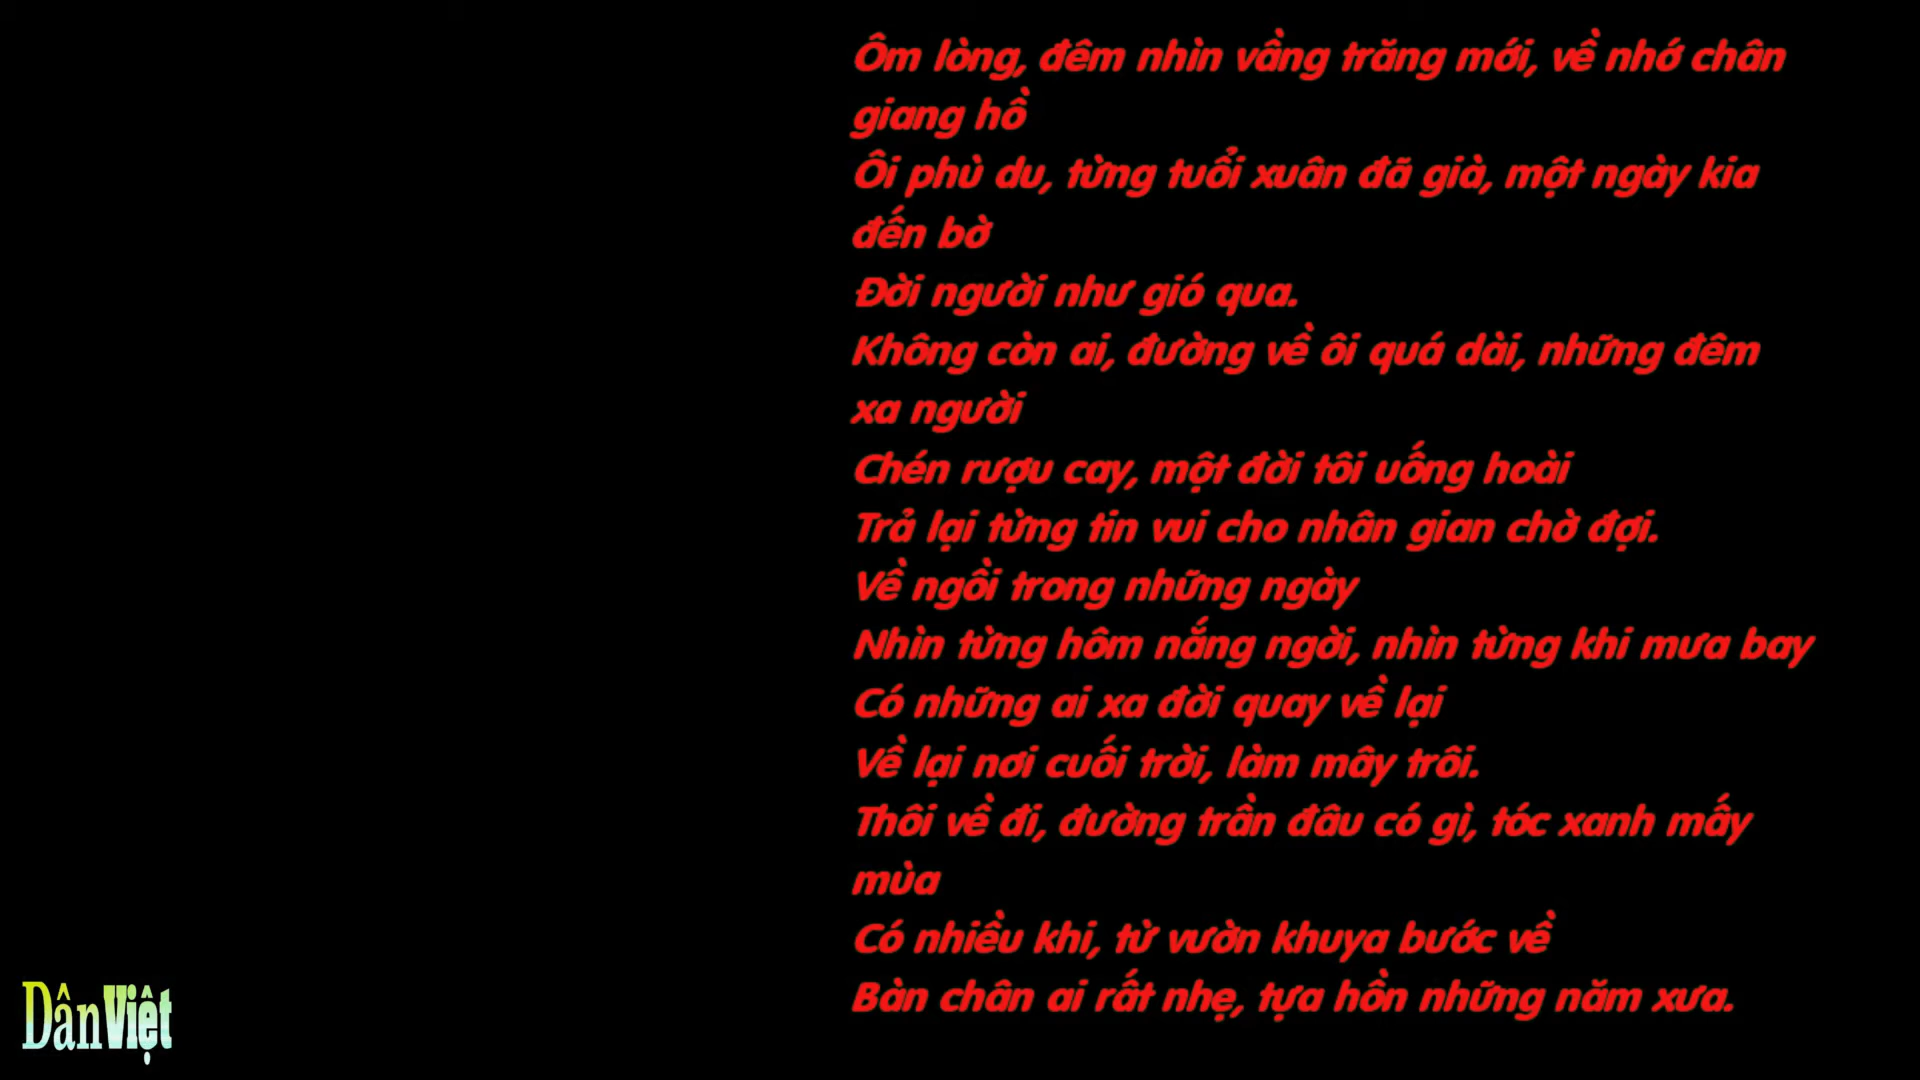 Ôm lòng, đêm nhìn vầng trăng mới, về nhớ chân
giang hồ
Ôi phù du, từng tuổi xuân đã già, một ngày kia
đến bờ
Đời người như gió qua.
Không còn ai, đường về ôi quá dài, những đêm
xa người
Chén rượu cay, một đời tôi uống hoài
Trả lại từng tin vui cho nhân gian chờ đợi.
Về ngồi trong những ngày
Nhìn từng hôm nắng ngời, nhìn từng khi mưa bay
Có những ai xa đời quay về lại
Về lại nơi cuối trời, làm mây trôi.
Thôi về đi, đường trần đâu có gì, tóc xanh mấy
mùa
Có nhiều khi, từ vườn khuya bước về
Bàn chân ai rất nhẹ, tựa hồn những năm xưa.
DânViệt